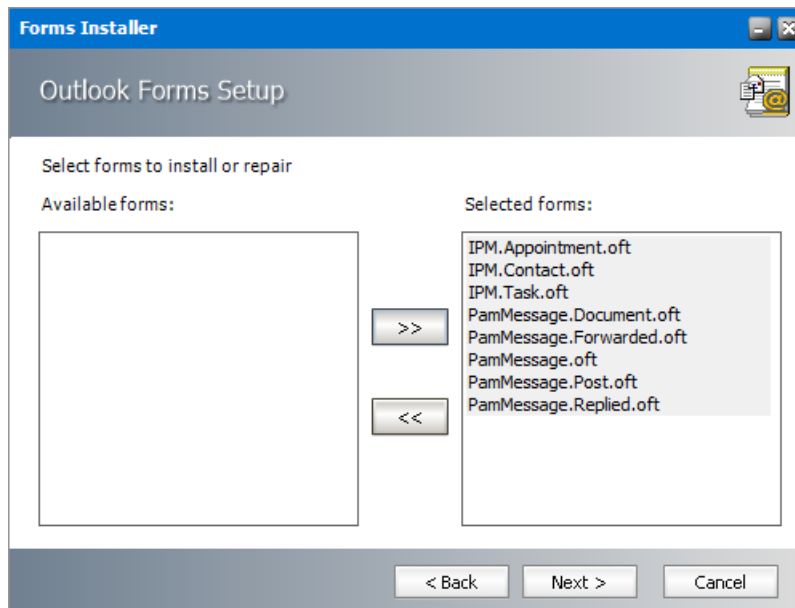 Forms Installer
Outlook Forms Setup
Select forms to install or repair
Available forms:
Selected forms:
IPM.Appointment.oft
IPM.Contact.oft
IPM.Task.oft
PamMessage.Document.oft
PamMessage.Forwarded.oft
PamMessage.oft
PamMessage.Post.oft
PamMessage.Replied.oft
>>
<<
< Back
Next >
Cancel